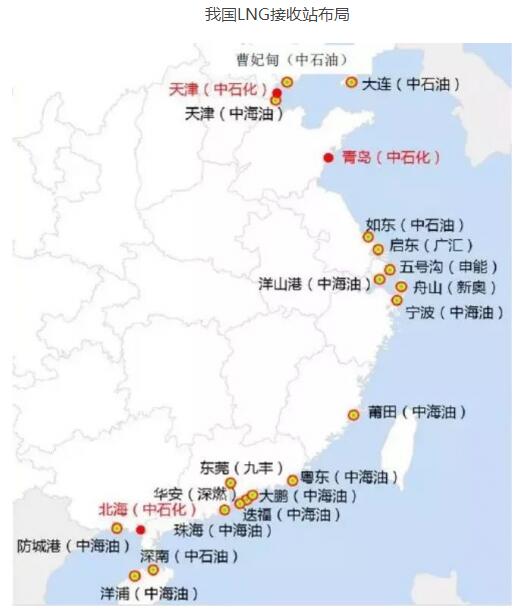 我国LNG接收站布局
曹妃甸（中石油）
天津（中石化）
大连（中石油）
天津（中海油）
青岛（中石化）
如东（中石油）
启东（广汇）
五号沟（申能）
洋山港（中海油）
舟山（新奥）
宁波（中海油）
莆田（中海油）
东莞（九丰）
粤东（中海油）
华安（深燃）
大鹏（中海油）
北海（中石化）
迭福（中海油）
珠海（中海油）
防城港（中海油）
深南（中石油）
洋浦（中海油）